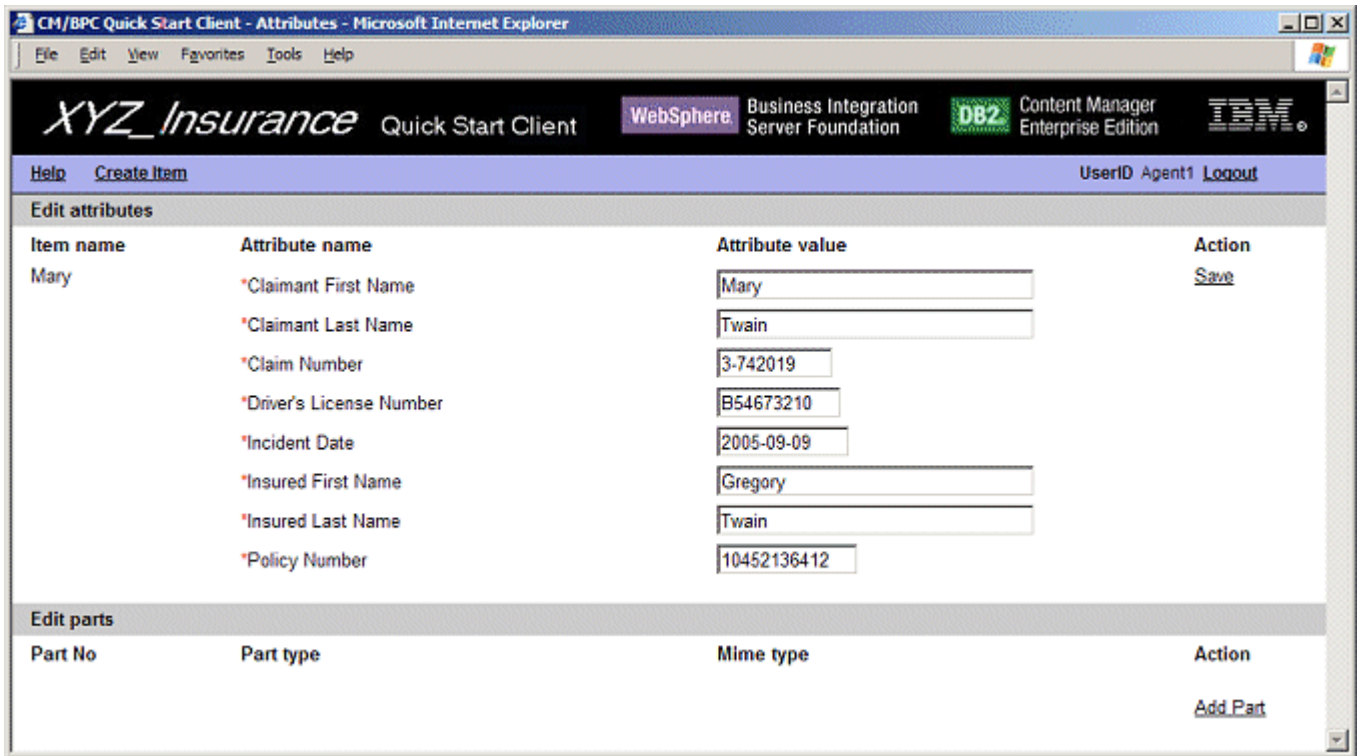 CM/BPC Quick Start Client - Attributes - Microsoft Internet Explorer
File Edit View Favorites Tools Help
XYZ_Insurance Quick Start Client WebSphere. Business Integration Server Foundation DB2. Content Manager Enterprise Edition IBM®
Help Create Item UserID Agent1 Logout
Edit attributes
Item name Attribute name Attribute value Action
Mary *Claimant First Name Mary Save
*Claimant Last Name Twain
*Claim Number 3-742019
*Driver's License Number B54673210
*Incident Date 2005-09-09
*Insured First Name Gregory
*Insured Last Name Twain
*Policy Number 10452136412
Edit parts
Part No Part type Mime type Action
Add Part